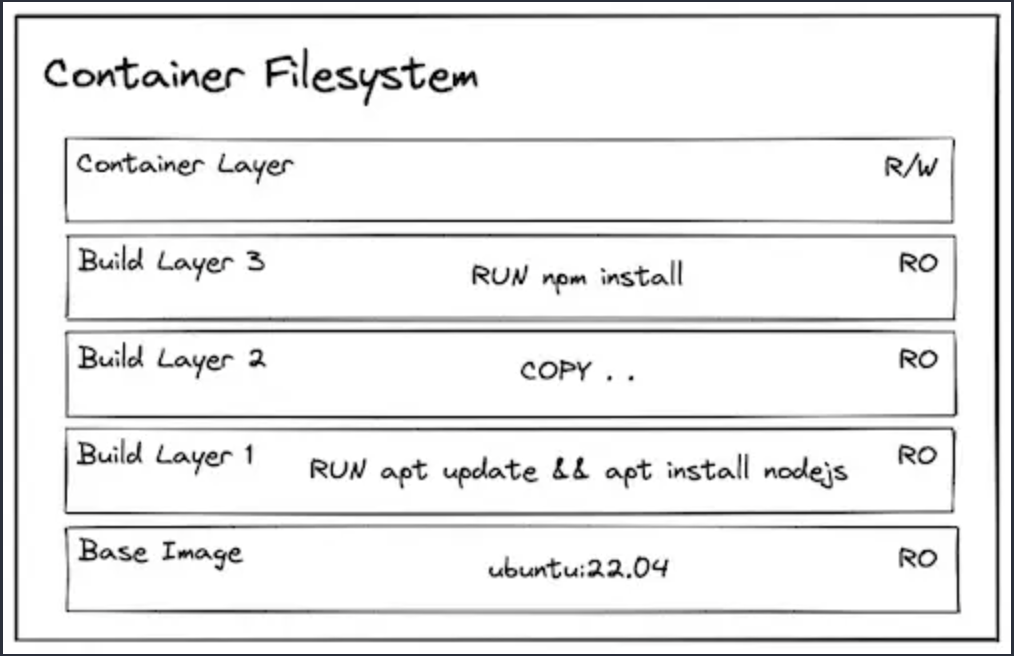 Container Filesystem
Container Layer R/W
Build Layer 3 RUN npm install RO
Build Layer 2 COPY . . RO
Build Layer 1 RUN apt update && apt install nodejs RO
Base Image ubuntu:22.04 RO